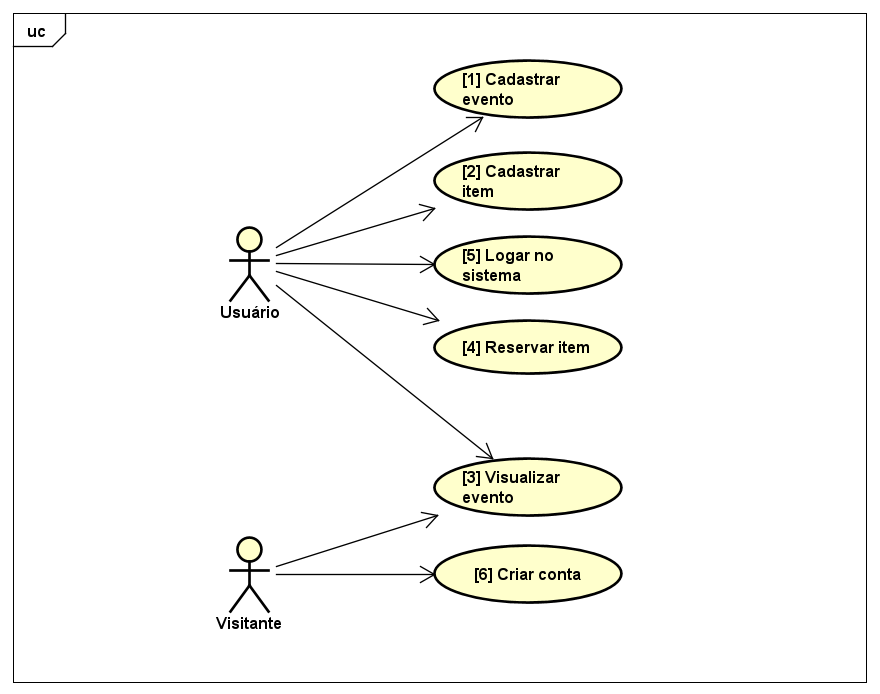 uc
[1] Cadastrar
evento
[2] Cadastrar
item
[5] Logar no
sistema
Usuário
[4] Reservar item
[3] Visualizar
evento
[6] Criar conta
Visitante